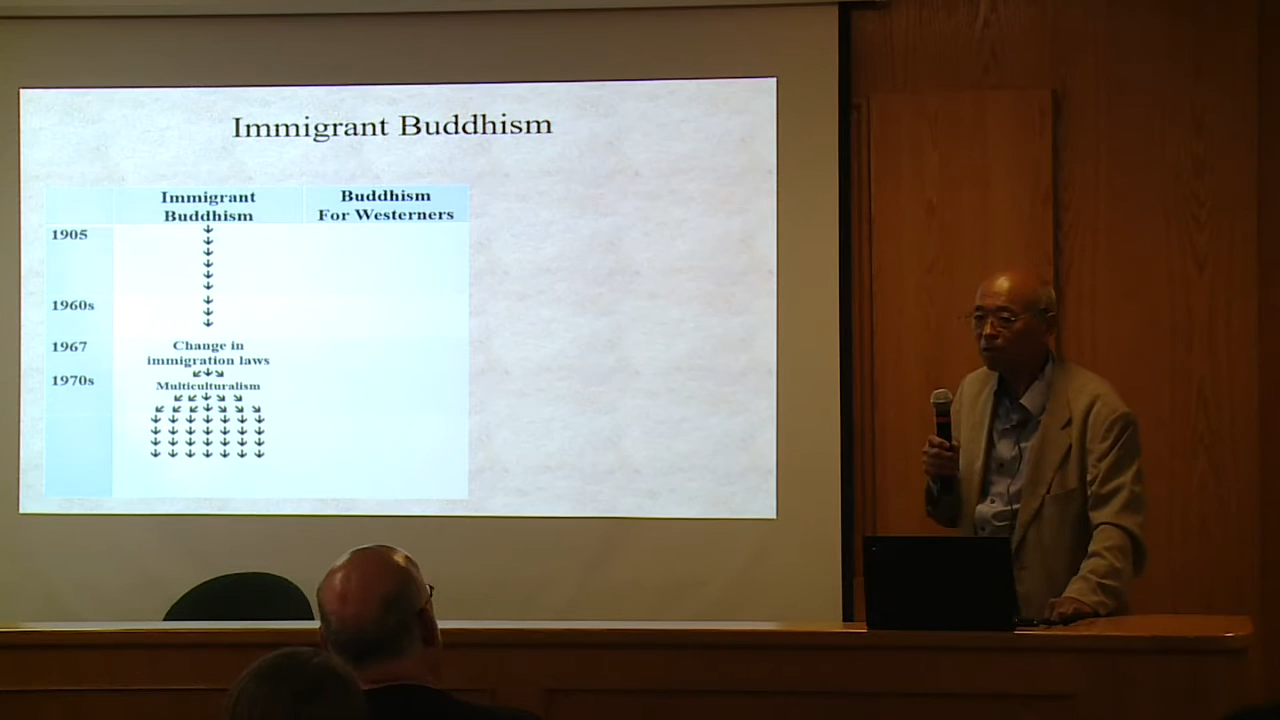 Immigrant Buddhism
Immigrant
Buddhism
Buddhism
For Westerners
1905
1960s
1967
Change in
immigration laws
1970s
Multiculturalism